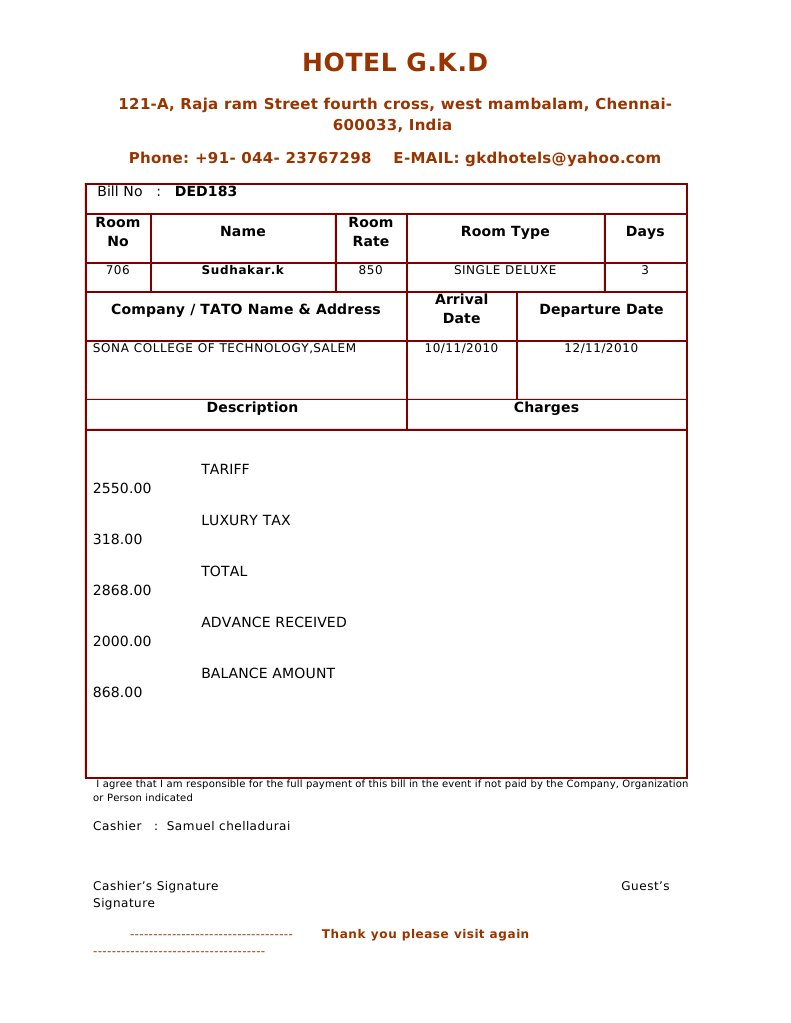 HOTEL G.K.D
121-A, Raja ram Street fourth cross, west mambalam, Chennai-
600033, India
Phone: +91- 044- 23767298 E-MAIL: gkdhotels@yahoo.com
Bill No : DED183
Room No Name Room Rate Room Type Days
706 Sudhakar.k 850 SINGLE DELUXE 3
Company / TATO Name & Address Arrival Date Departure Date
SONA COLLEGE OF TECHNOLOGY,SALEM 10/11/2010 12/11/2010
Description Charges
TARIFF
2550.00
LUXURY TAX
318.00
TOTAL
2868.00
ADVANCE RECEIVED
2000.00
BALANCE AMOUNT
868.00
I agree that I am responsible for the full payment of this bill in the event if not paid by the Company, Organization
or Person indicated
Cashier : Samuel chelladurai
Cashier’s Signature Guest’s
Signature
----------------------------------- Thank you please visit again
-------------------------------------